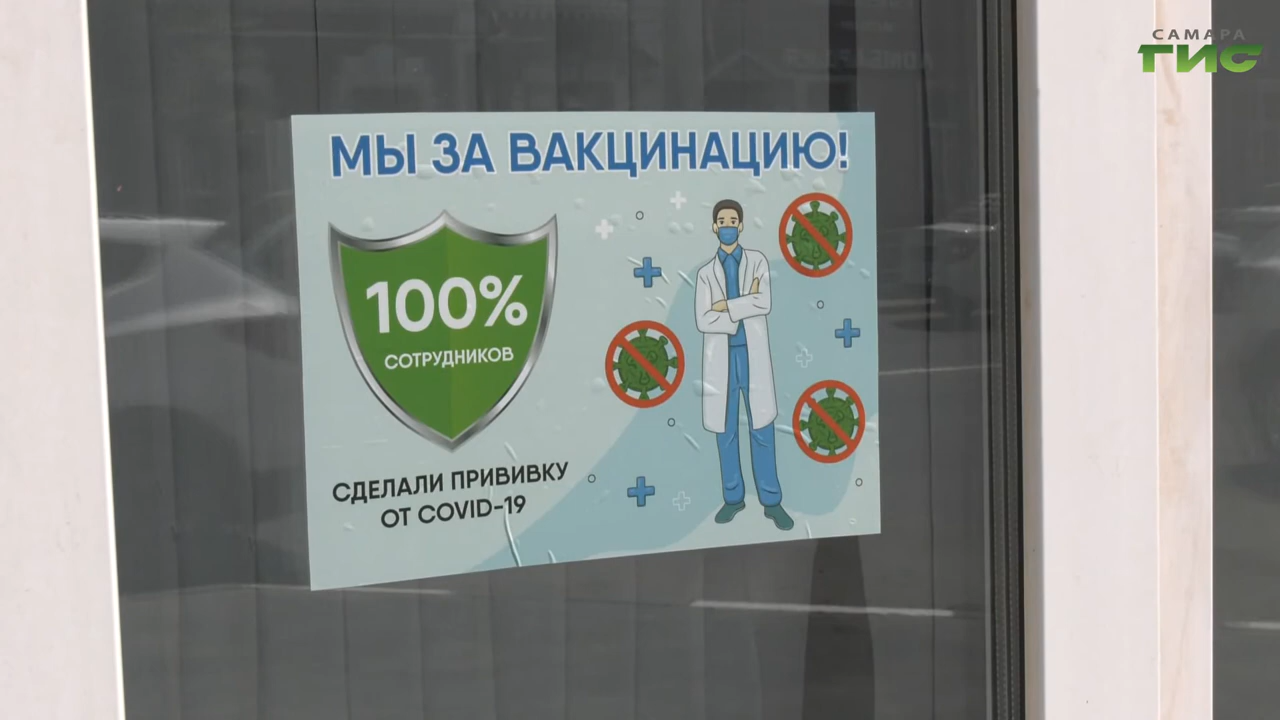 САМАРА
ГИС
МЫ ЗА ВАКЦИНАЦИЮ!
100%
СОТРУДНИКОВ
СДЕЛАЛИ ПРИВИВКУ
ОТ COVID-19